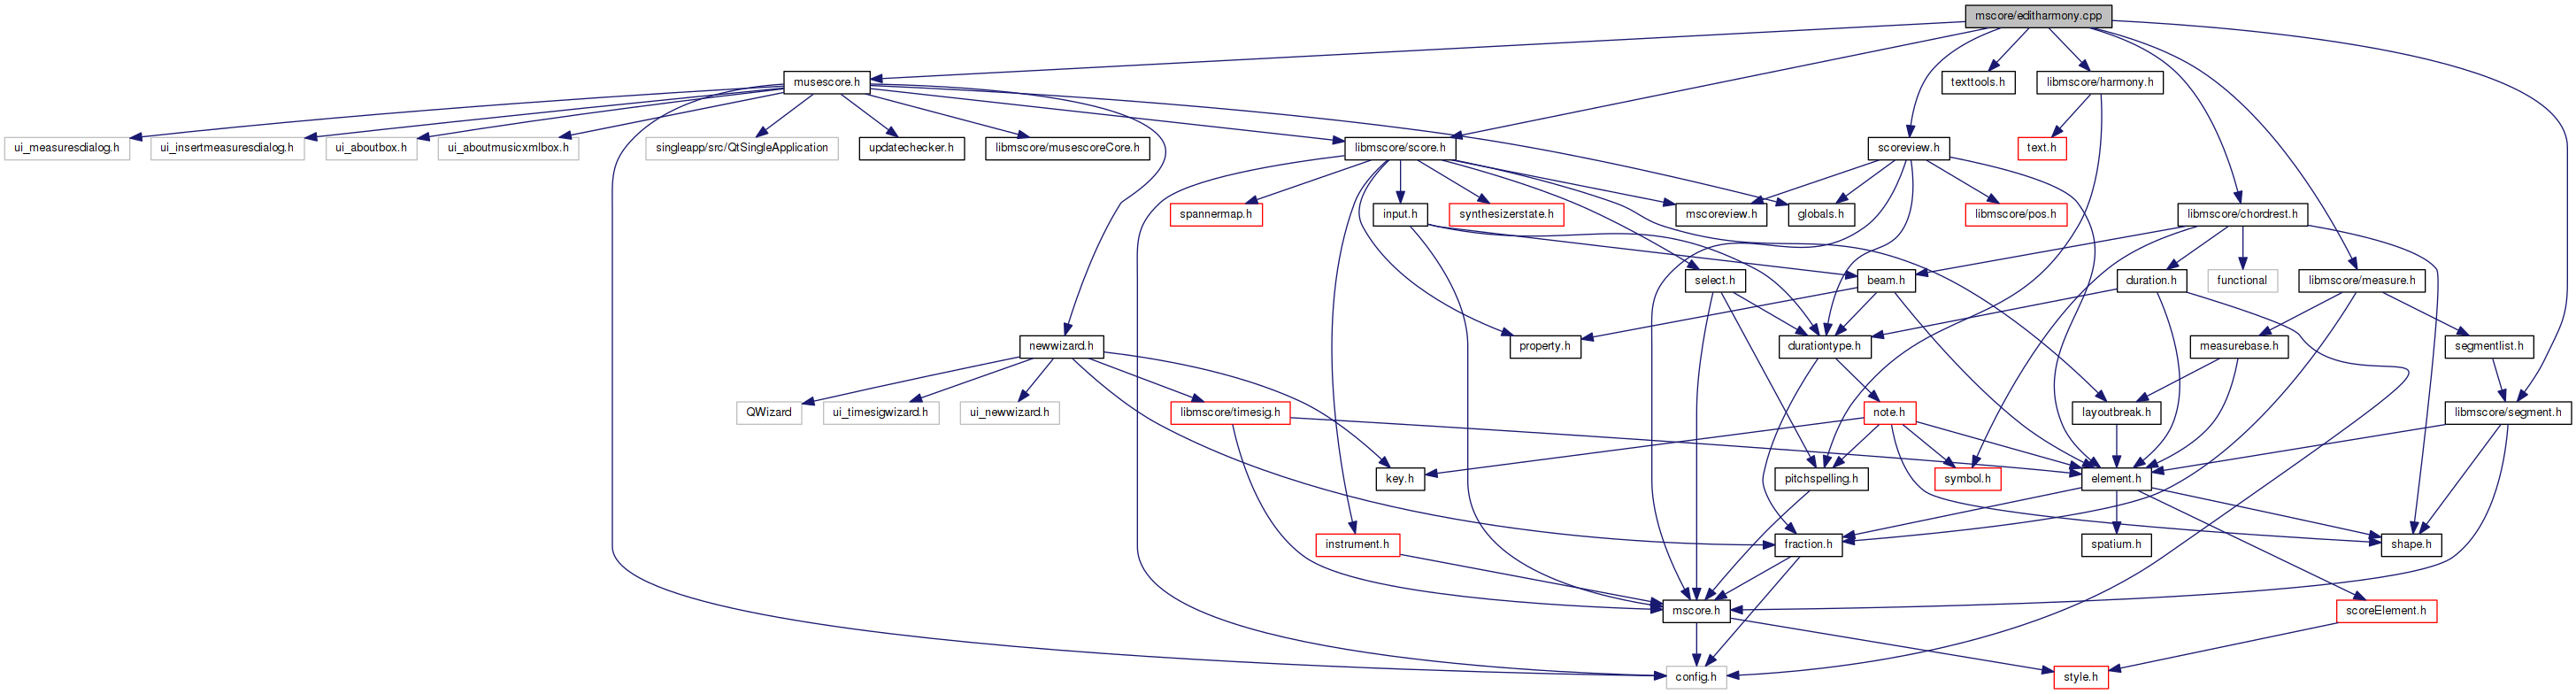 mscore/editharmony.cpp
musescore.h
texttools.h
libmscore/harmony.h
ui_measuresdialog.h
ui_insertmeasuresdialog.h
ui_aboutbox.h
ui_aboutmusicxmlbox.h
singleapp/src/QtSingleApplication
updatechecker.h
libmscore/musescoreCore.h
libmscore/score.h
scoreview.h
text.h
spannermap.h
input.h
synthesizerstate.h
mscoreview.h
globals.h
libmscore/pos.h
libmscore/chordrest.h
select.h
beam.h
duration.h
functional
libmscore/measure.h
newwizard.h
property.h
durationtype.h
measurebase.h
segmentlist.h
QWizard
ui_timesigwizard.h
ui_newwizard.h
libmscore/timesig.h
note.h
layoutbreak.h
libmscore/segment.h
key.h
pitchspelling.h
symbol.h
element.h
instrument.h
fraction.h
spatium.h
shape.h
mscore.h
scoreElement.h
config.h
style.h